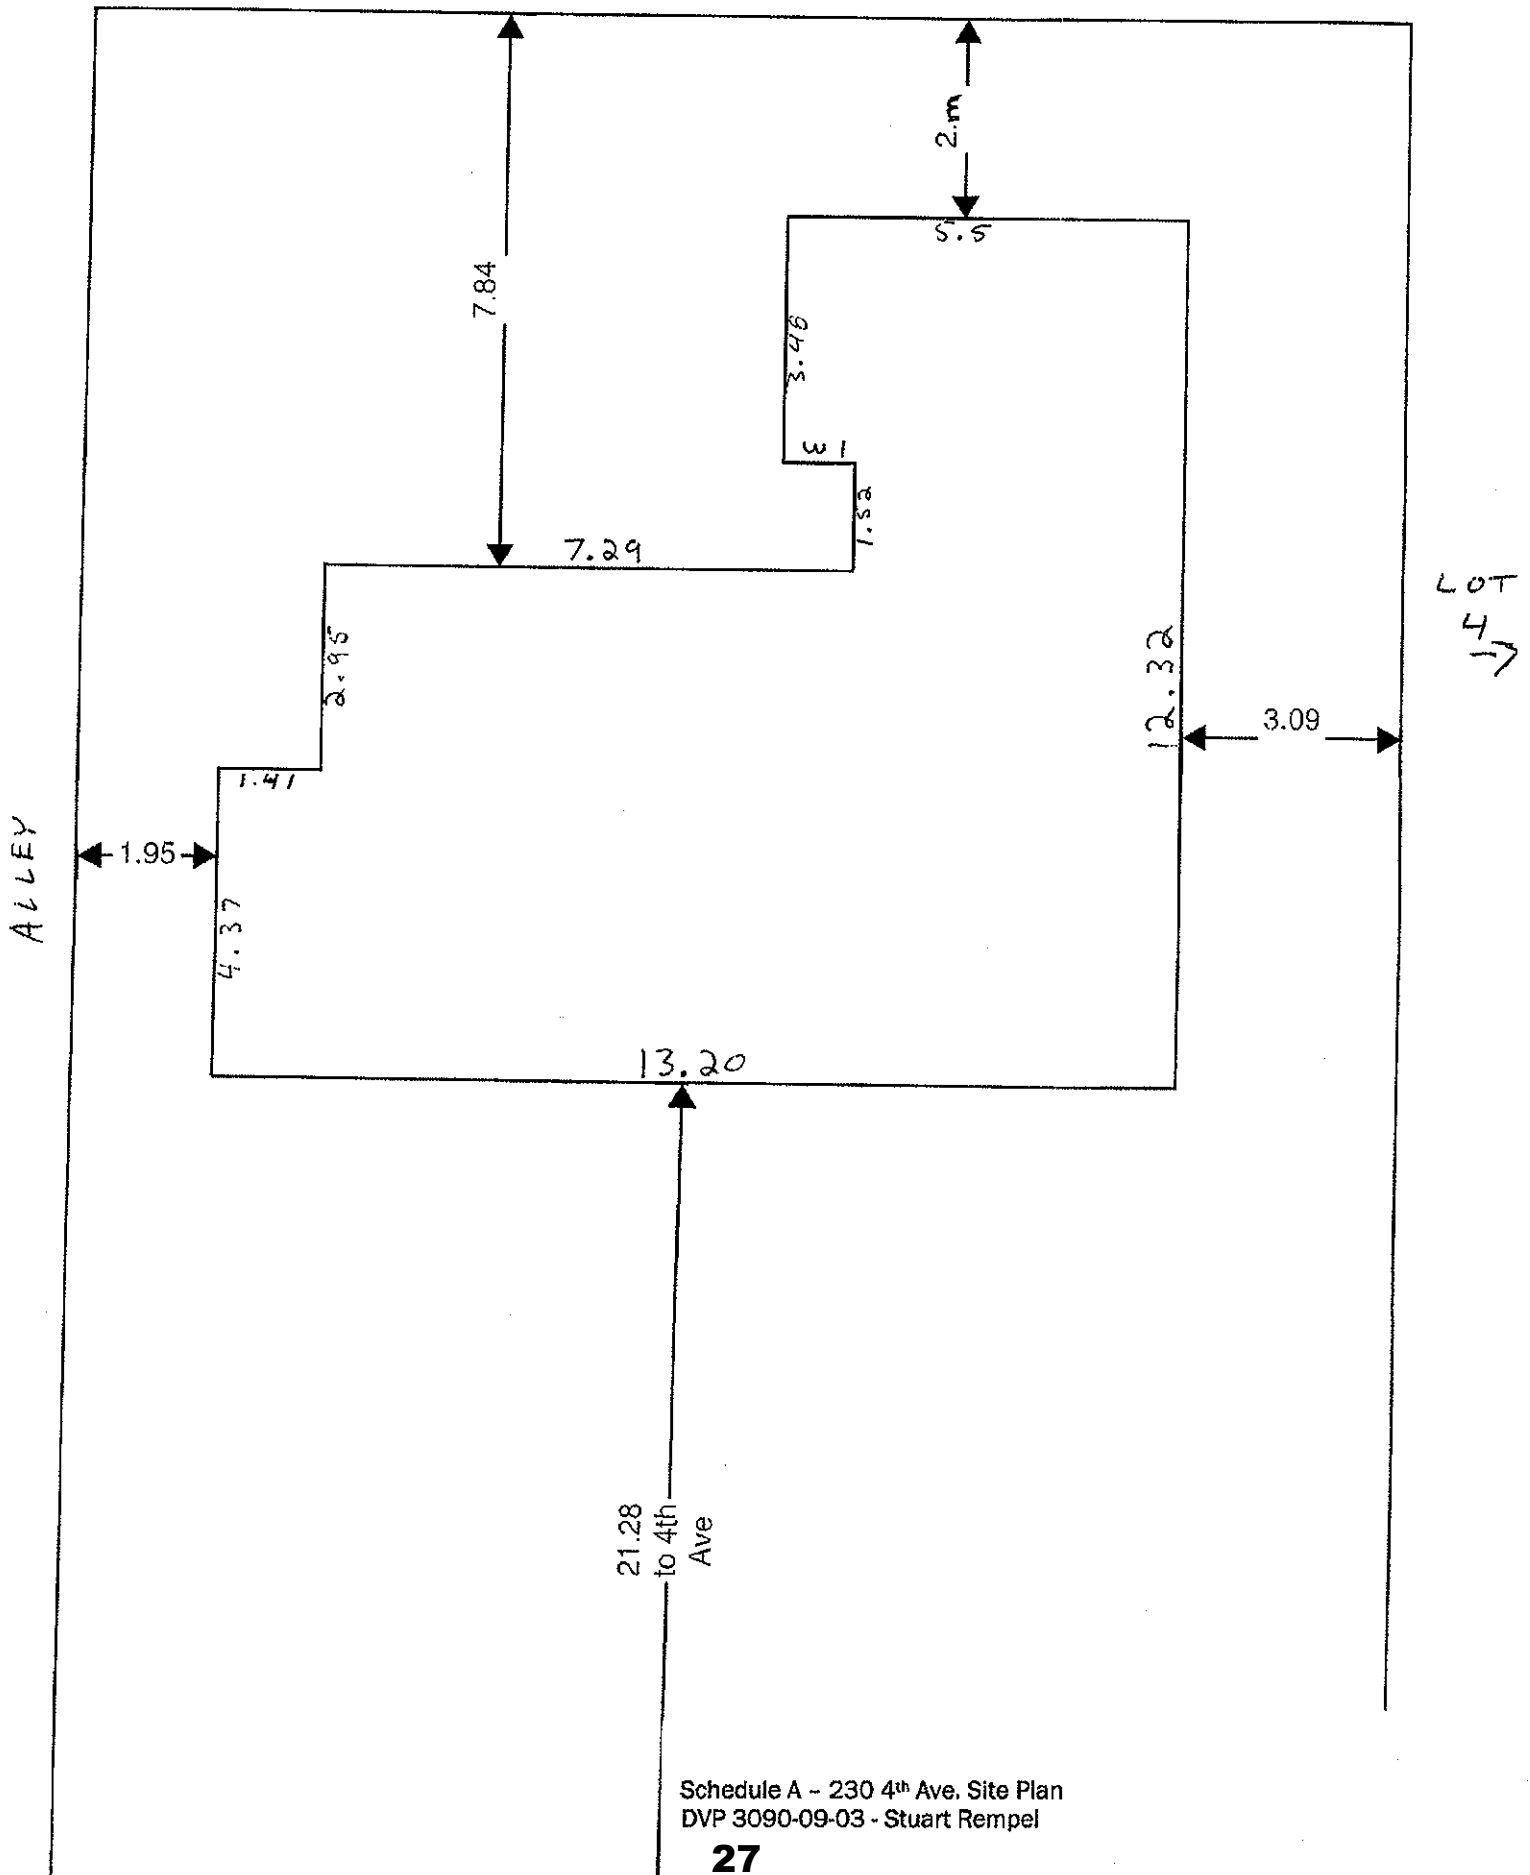 2.m
5.5
7.84
3.46
1.52
7.29
LOT
4
2.95
12.32
3.09
1.41
1.95
ALLEY
4.37
13.20
21.28
to 4th
Ave
Schedule A – 230 4th Ave. Site Plan
DVP 3090-09-03 - Stuart Rempel
27